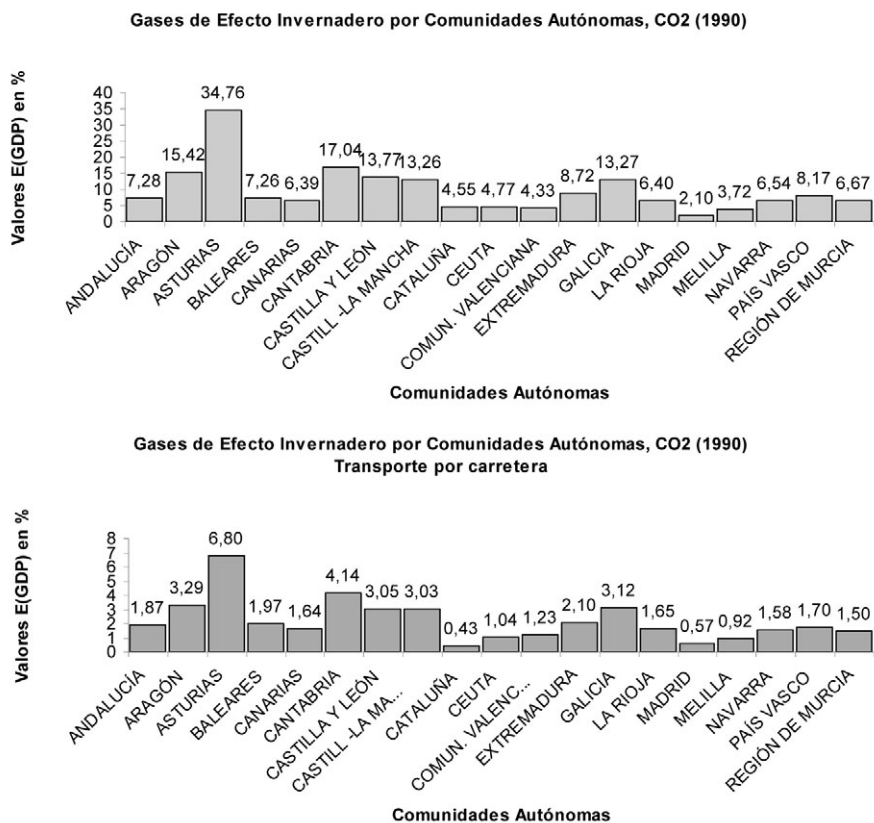 Gases de Efecto Invernadero por Comunidades Autónomas, CO2 (1990)
Valores E(GDP) en %
40
35
30
25
20
15
10
5
0
7,28
15,42
34,76
7,26
6,39
17,04
13,77
13,26
4,55
4,77
4,33
8,72
13,27
6,40
2,10
3,72
6,54
8,17
6,67
ANDALUCÍA
ARAGÓN
ASTURIAS
BALEARES
CANARIAS
CANTABRIA
CASTILLA Y LEÓN
CASTILL -LA MANCHA
CATALUÑA
CEUTA
COMUN. VALENCIANA
EXTREMADURA
GALICIA
LA RIOJA
MADRID
MELILLA
NAVARRA
PAÍS VASCO
REGIÓN DE MURCIA
Comunidades Autónomas
Gases de Efecto Invernadero por Comunidades Autónomas, CO2 (1990)
Transporte por carretera
Valores E(GDP) en %
8
7
6
5
4
3
2
1
0
1,87
3,29
6,80
1,97
1,64
4,14
3,05
3,03
0,43
1,04
1,23
2,10
3,12
1,65
0,57
0,92
1,58
1,70
1,50
ANDALUCÍA
ARAGÓN
ASTURIAS
BALEARES
CANARIAS
CANTABRIA
CASTILLA Y LEÓN
CASTILL -LA MA...
CATALUÑA
CEUTA
COMUN. VALENC...
EXTREMADURA
GALICIA
LA RIOJA
MADRID
MELILLA
NAVARRA
PAÍS VASCO
REGIÓN DE MURCIA
Comunidades Autónomas